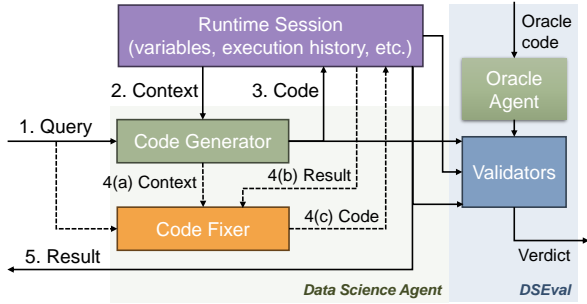 Runtime Session
(variables, execution history, etc.)
Oracle
code
2. Context
3. Code
Oracle
Agent
1. Query
Code Generator
4(a) Context
4(b) Result
Validators
Code Fixer
4(c) Code
5. Result
Verdict
Data Science Agent
DSEval